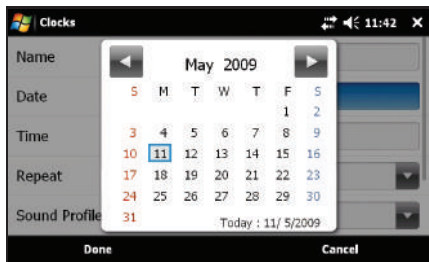 Clocks 11:42
Name
May 2009
Date
S M T W T F S
1 2
Time
3 4 5 6 7 8 9
10 11 12 13 14 15 16
Repeat
17 18 19 20 21 22 23
24 25 26 27 28 29 30
Sound Profile
31
Today : 11/ 5/2009
Done Cancel